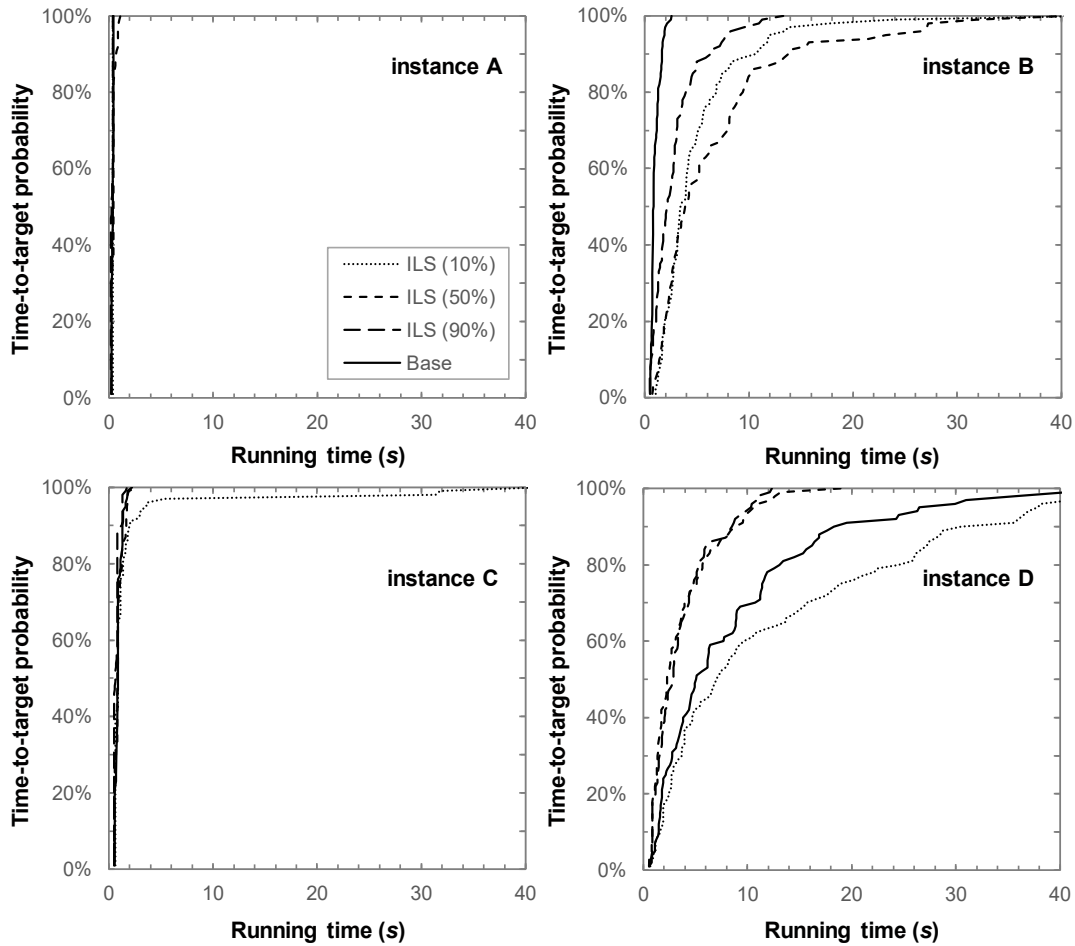 100%
80%
60%
40%
20%
0%
Time-to-target probability
instance A
ILS (10%)
ILS (50%)
ILS (90%)
Base
0
10
20
30
40
Running time (s)
100%
80%
60%
40%
20%
0%
Time-to-target probability
instance B
0
10
20
30
40
Running time (s)
100%
80%
60%
40%
20%
0%
Time-to-target probability
instance C
0
10
20
30
40
Running time (s)
100%
80%
60%
40%
20%
0%
Time-to-target probability
instance D
0
10
20
30
40
Running time (s)